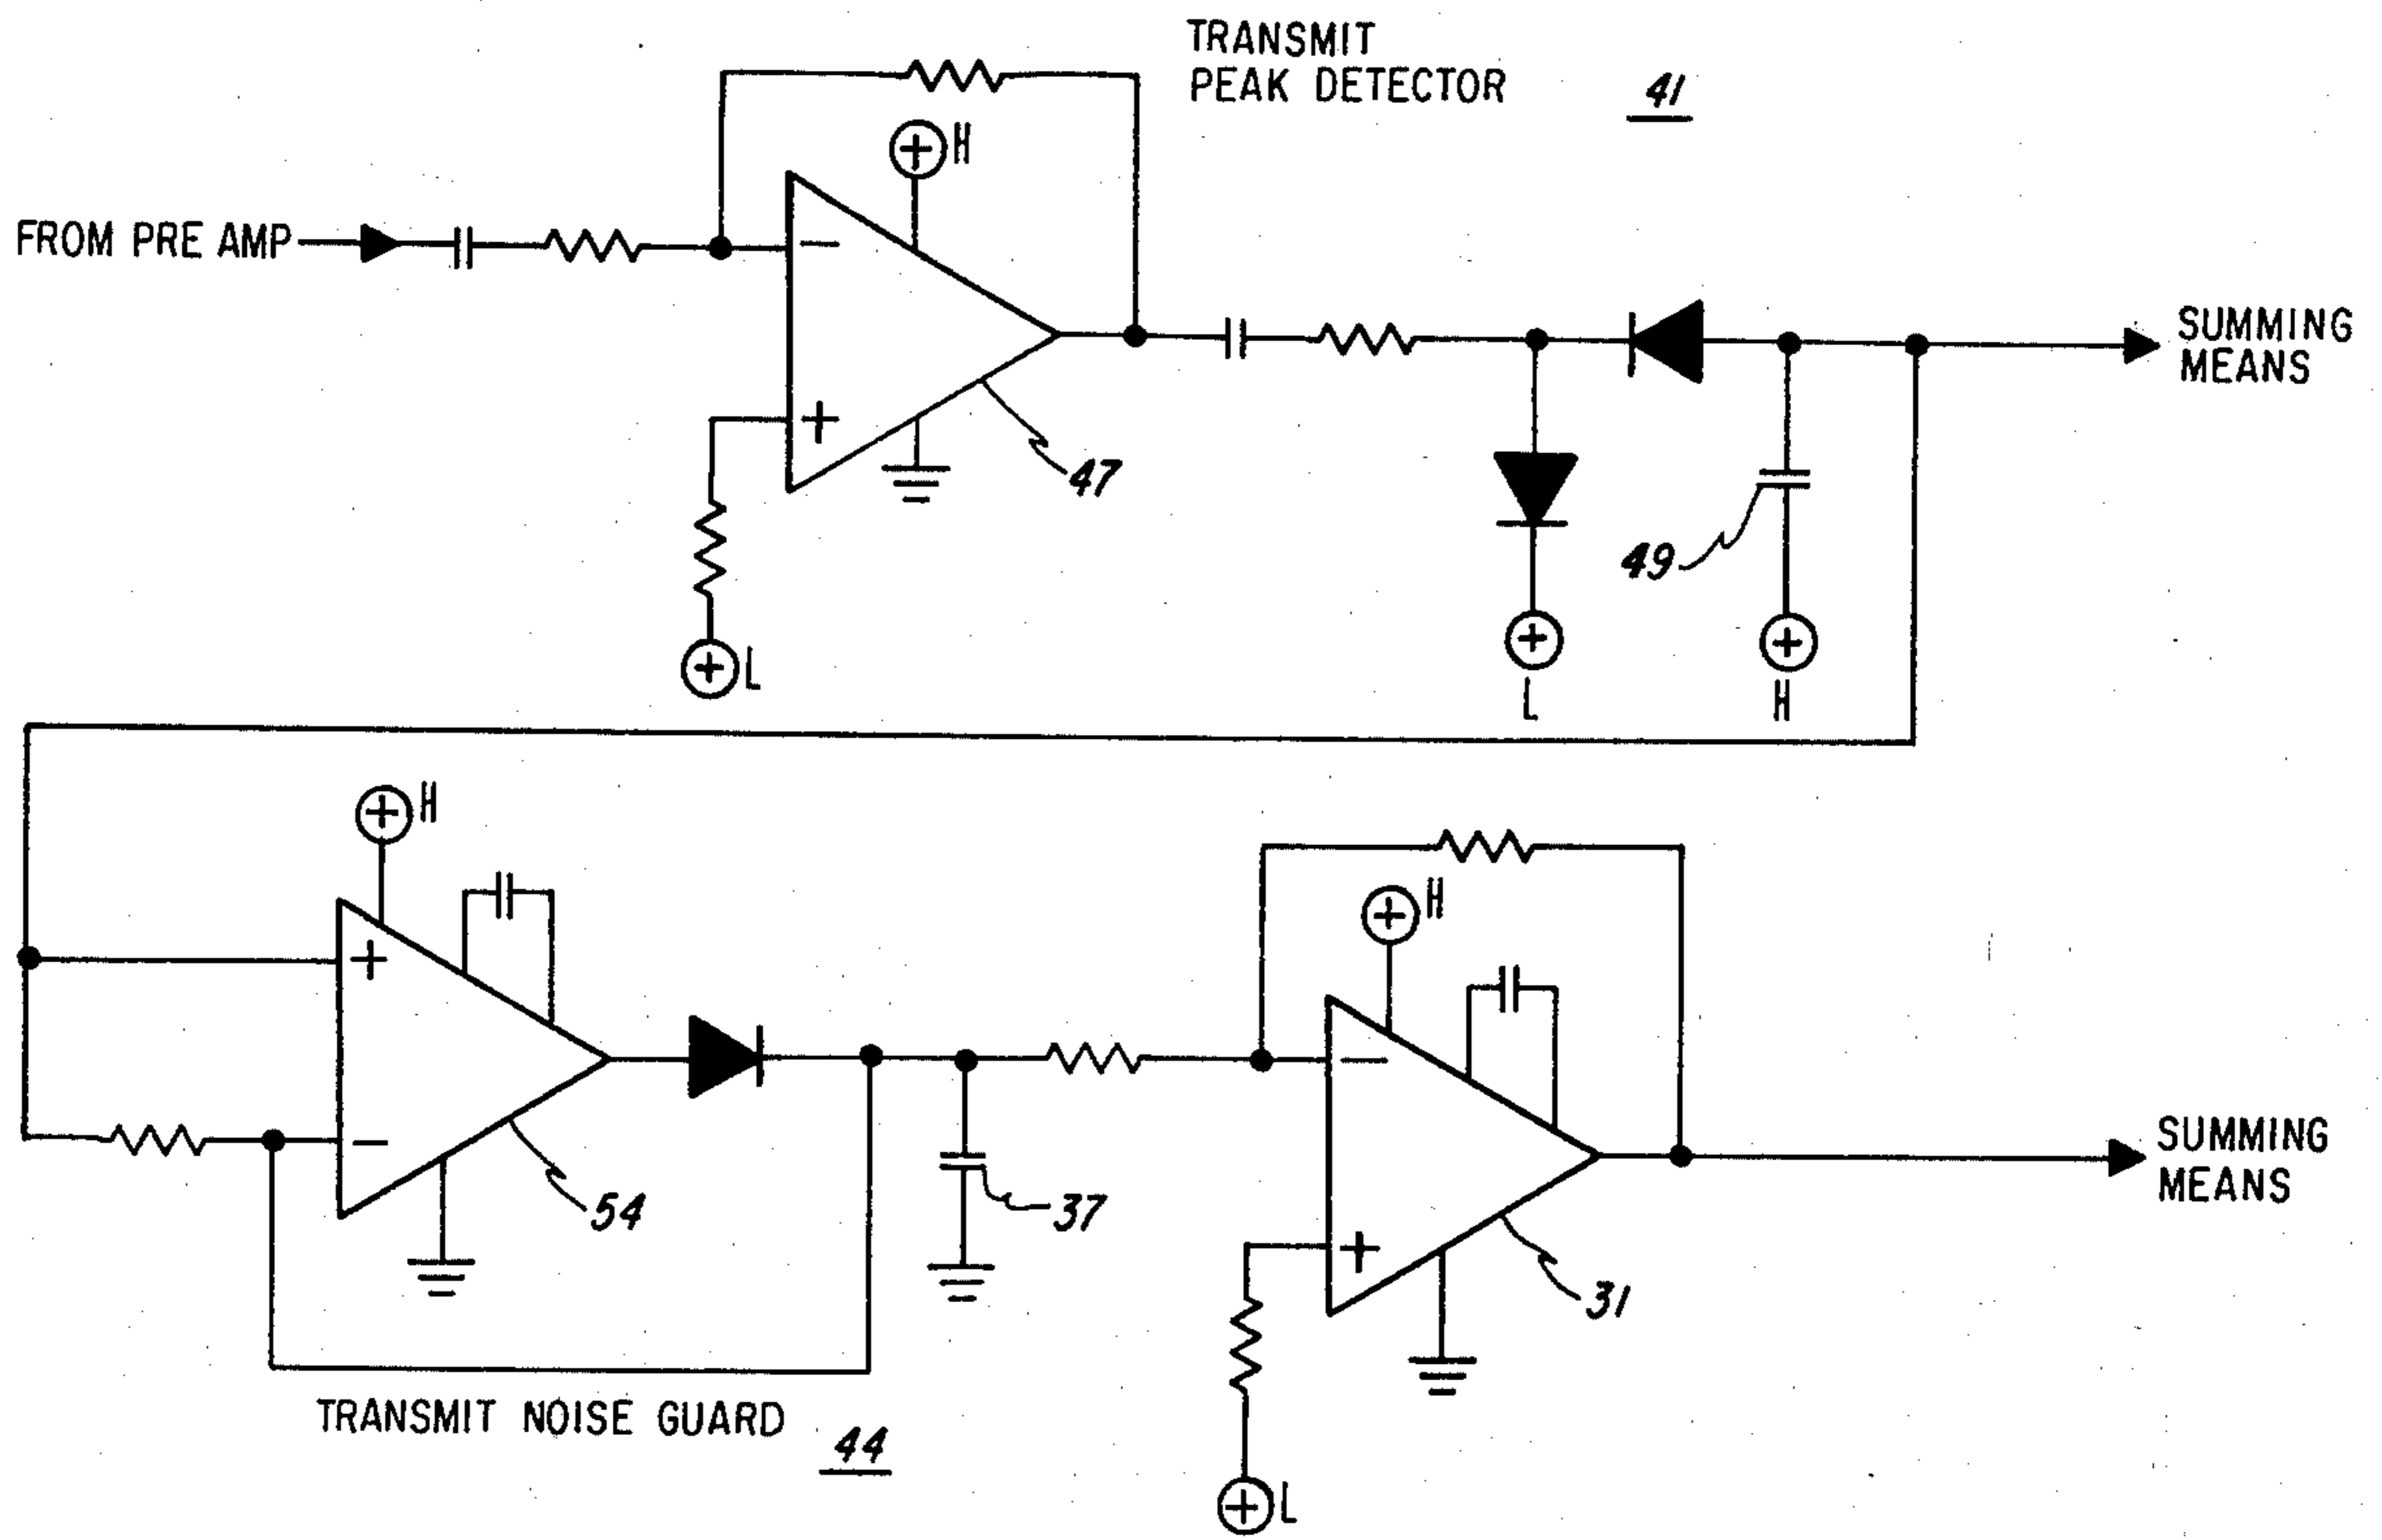 TRANSMIT
PEAK DETECTOR 41
H
FROM PRE AMP
−
+
47
L
SUMMING
MEANS
49
L
H
H
+
−
54
37
H
−
+
31
SUMMING
MEANS
TRANSMIT NOISE GUARD 44
L